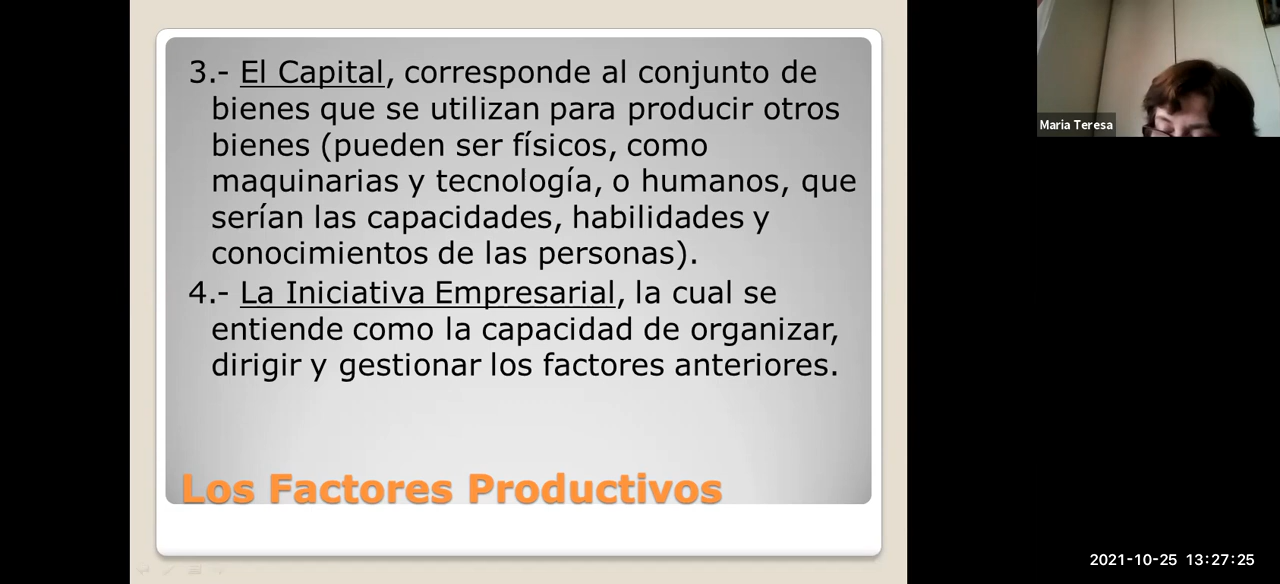 3.- El Capital, corresponde al conjunto de
bienes que se utilizan para producir otros
bienes (pueden ser físicos, como
maquinarias y tecnología, o humanos, que
serían las capacidades, habilidades y
conocimientos de las personas).
4.- La Iniciativa Empresarial, la cual se
entiende como la capacidad de organizar,
dirigir y gestionar los factores anteriores.
Los Factores Productivos
Maria Teresa
2021-10-25 13:27:25